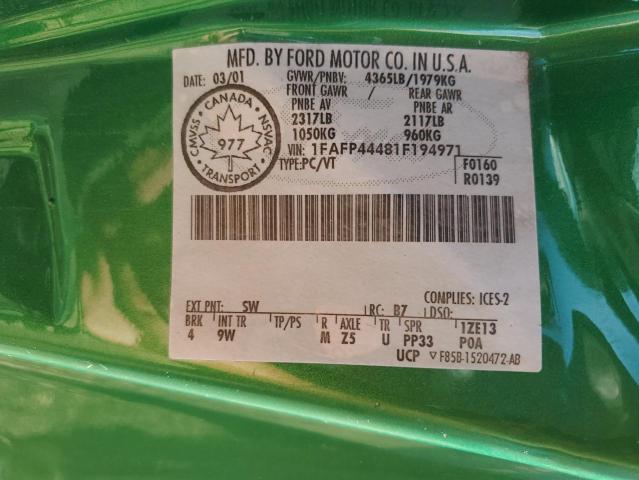 MFD. BY FORD MOTOR CO. IN U.S.A.
DATE: 03/01 GVWR/PNBV: 4365LB/1979KG
FRONT GAWR / REAR GAWR
PNBE AV PNBE AR
2317LB 2117LB
1050KG 960KG
VIN: 1FAFP44481F194971
TYPE:PC/VT F0160
R0139
CANADA
CMVSS NSVAC
977
TRANSPORT
COMPLIES: ICES-2
EXT PNT: SW RC: B7 DSO:
BRK INT TR TP/PS R AXLE TR SPR 1ZE13
4 9W M Z5 U PP33 POA
UCP ▽ F85B-1520472-AB